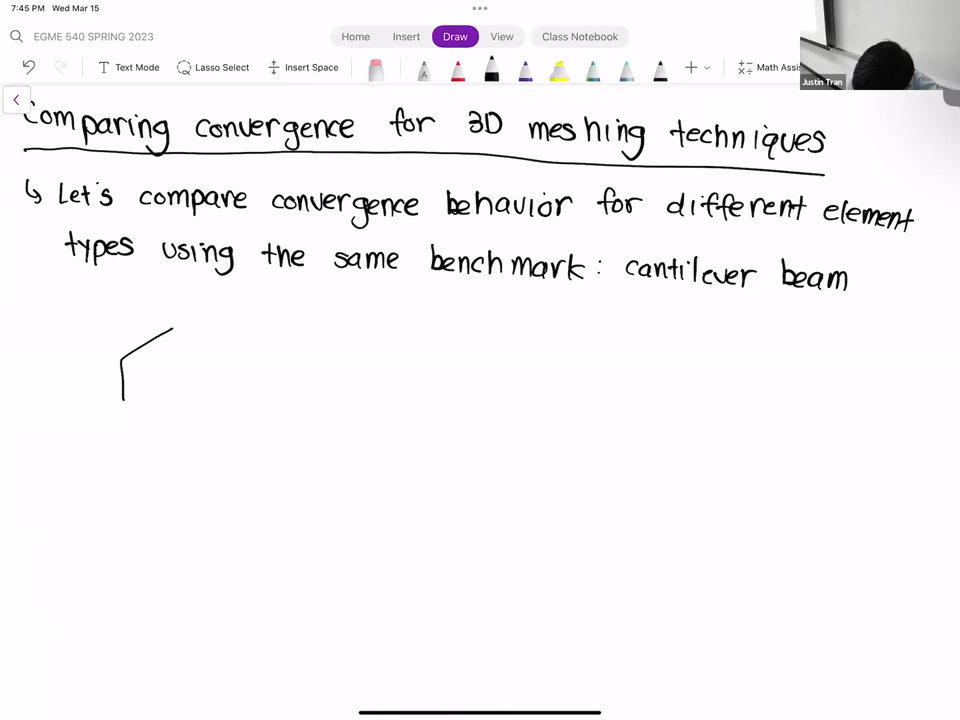 7:45 PM Wed Mar 15
EGME 540 SPRING 2023
Home Insert Draw View Class Notebook
Text Mode Lasso Select Insert Space Math Assis
Justin Tran
Comparing convergence for 3D meshing techniques
↳ Let's compare convergence behavior for different element
types using the same benchmark: cantilever beam